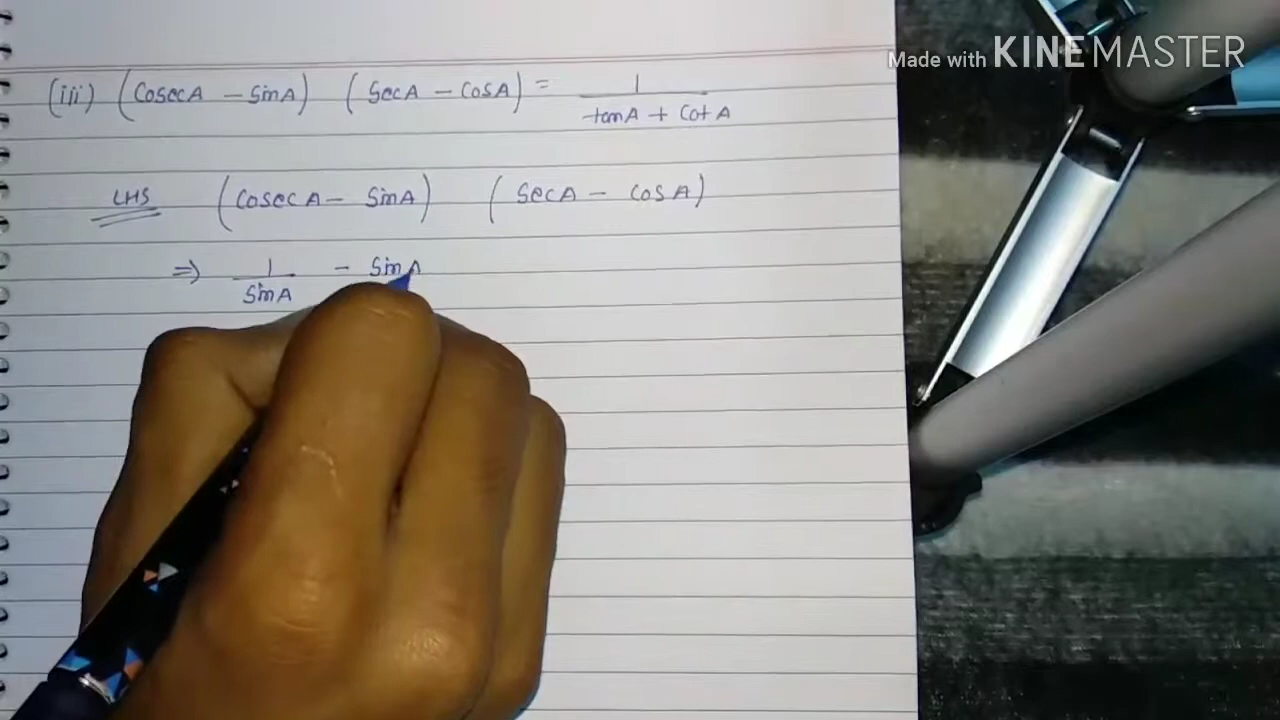 Made with KINEMASTER
(iii) (CosecA - SinA) (SecA - CosA) = 1/(tanA + CotA)
LHS (CosecA - SinA) (SecA - CosA)
⇒ 1/SinA - SinA